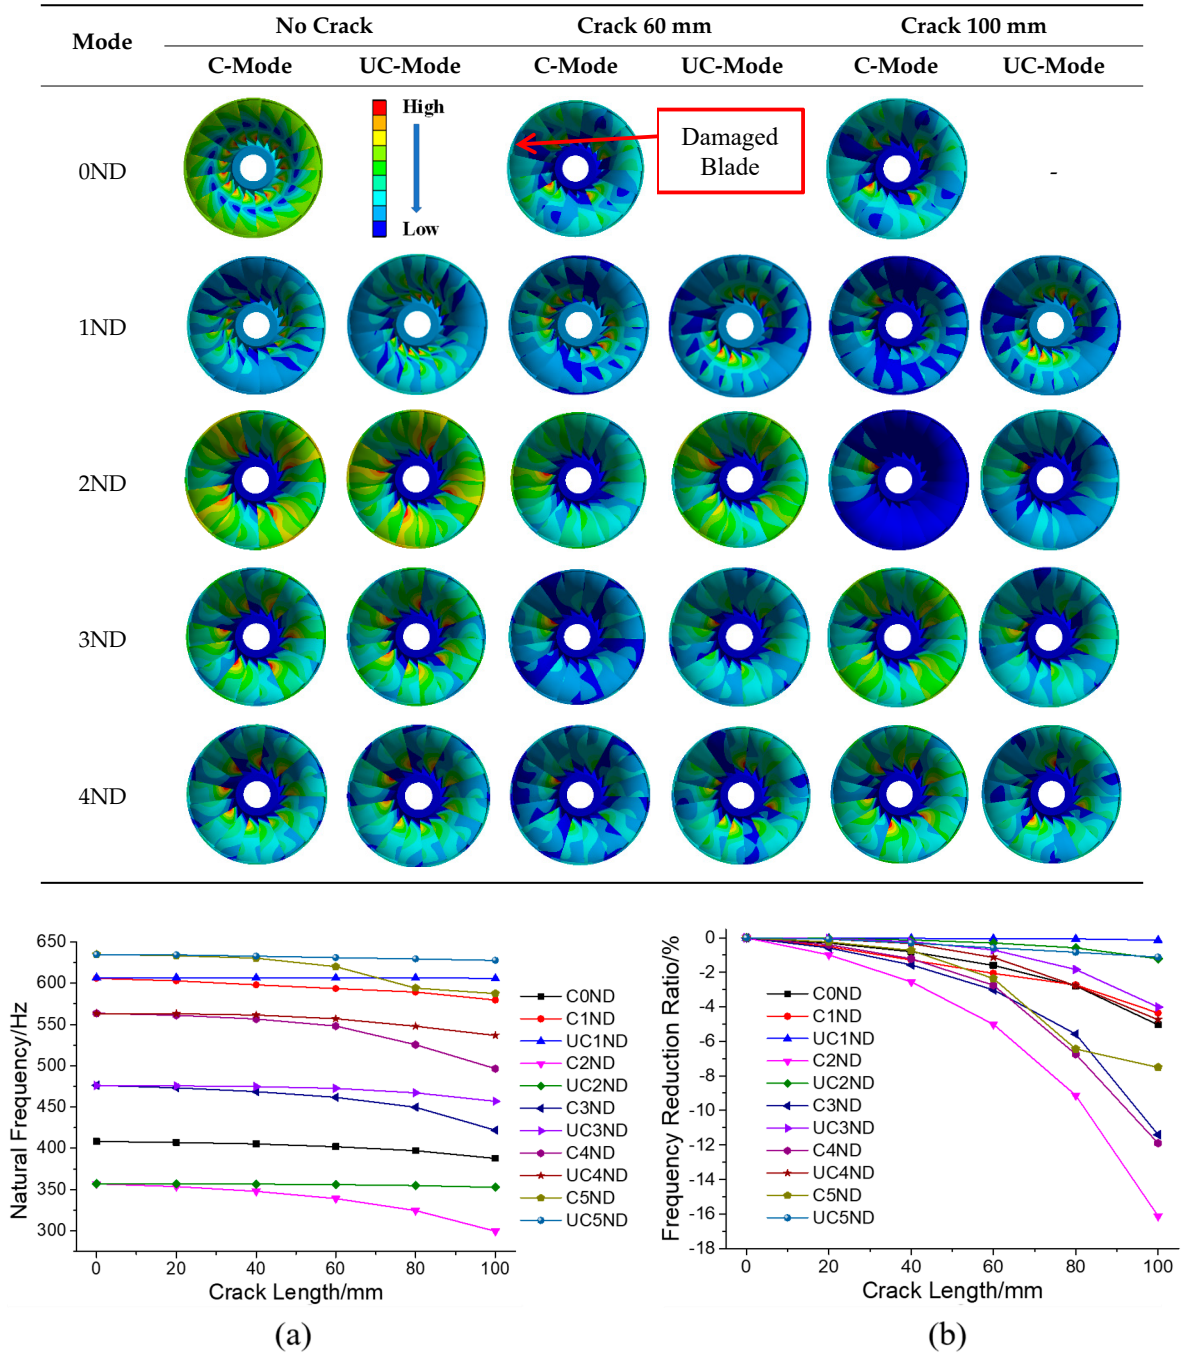 Mode No Crack Crack 60 mm Crack 100 mm
C-Mode UC-Mode C-Mode UC-Mode C-Mode UC-Mode
High
Low
Damaged
Blade
0ND -
1ND
2ND
3ND
4ND
Natural Frequency/Hz
650
600
550
500
450
400
350
300
0 20 40 60 80 100
Crack Length/mm
C0ND
C1ND
UC1ND
C2ND
UC2ND
C3ND
UC3ND
C4ND
UC4ND
C5ND
UC5ND
(a)
Frequency Reduction Ratio/%
0
-2
-4
-6
-8
-10
-12
-14
-16
-18
0 20 40 60 80 100
Crack Length/mm
C0ND
C1ND
UC1ND
C2ND
UC2ND
C3ND
UC3ND
C4ND
UC4ND
C5ND
UC5ND
(b)